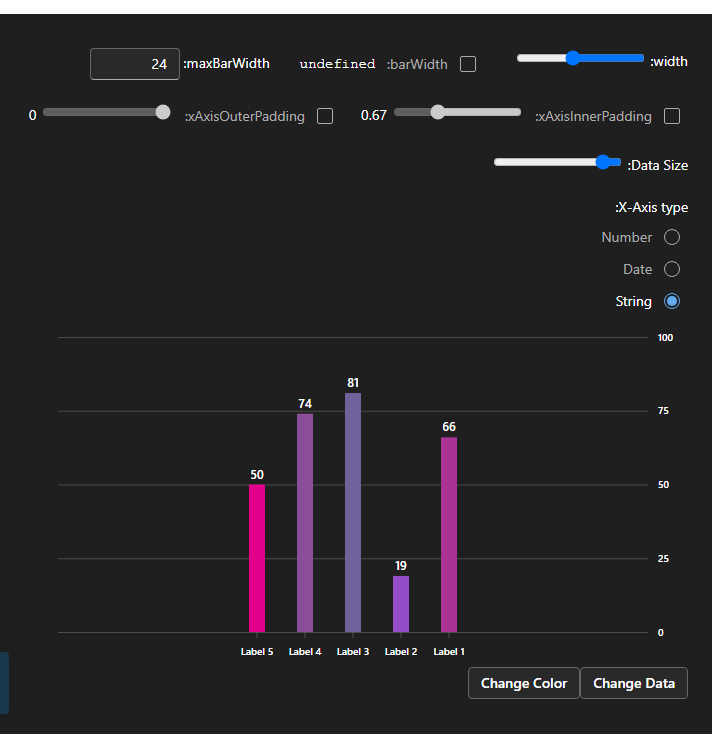 :width
undefined :barWidth
24 :maxBarWidth
:xAxisInnerPadding
0.67
:xAxisOuterPadding
0
:Data Size
:X-Axis type
Number
Date
String
100
75
50
25
0
50 74 81 19 66
Label 5 Label 4 Label 3 Label 2 Label 1
Change Color Change Data